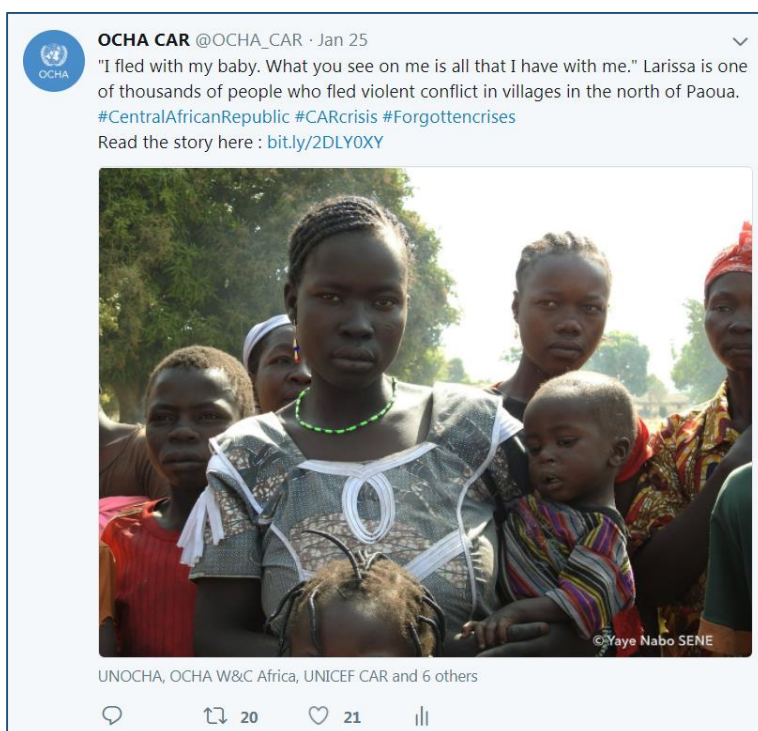 OCHA
OCHA CAR @OCHA_CAR · Jan 25
"I fled with my baby. What you see on me is all that I have with me." Larissa is one
of thousands of people who fled violent conflict in villages in the north of Paoua.
#CentralAfricanRepublic #CARcrisis #Forgottencrises
Read the story here : bit.ly/2DLY0XY
©Yaye Nabo SENE
UNOCHA, OCHA W&C Africa, UNICEF CAR and 6 others
20 21